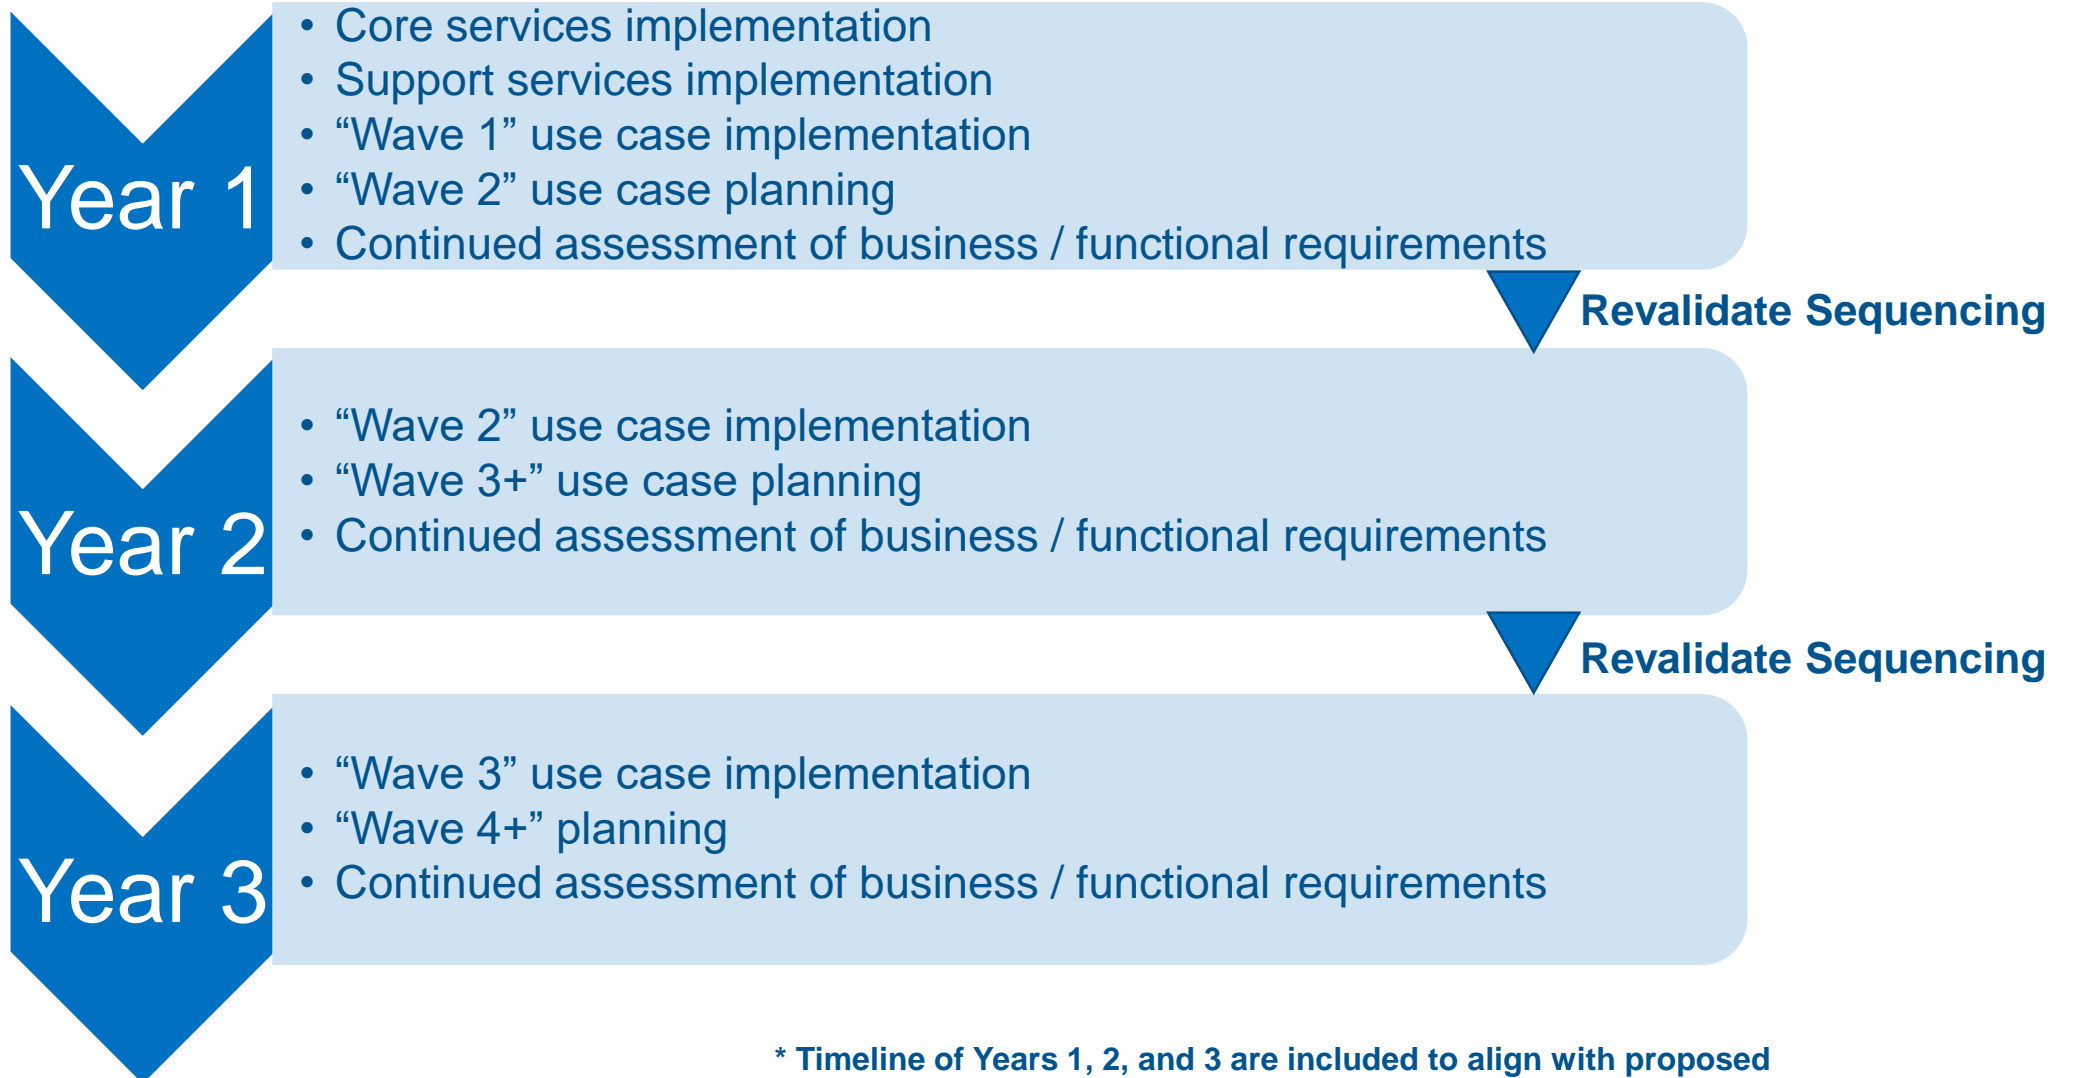 Year 1
• Core services implementation
• Support services implementation
• “Wave 1” use case implementation
• “Wave 2” use case planning
• Continued assessment of business / functional requirements
Revalidate Sequencing
Year 2
• “Wave 2” use case implementation
• “Wave 3+” use case planning
• Continued assessment of business / functional requirements
Revalidate Sequencing
Year 3
• “Wave 3” use case implementation
• “Wave 4+” planning
• Continued assessment of business / functional requirements
* Timeline of Years 1, 2, and 3 are included to align with proposed